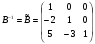 B⁻¹ = B̃ = ( 1 0 0
-2 1 0
5 -3 1 )